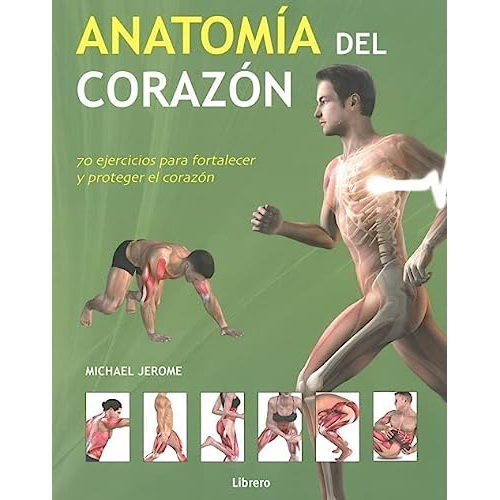 ANATOMÍA DEL
CORAZÓN
70 ejercicios para fortalecer
y proteger el corazón
MICHAEL JEROME
Librero